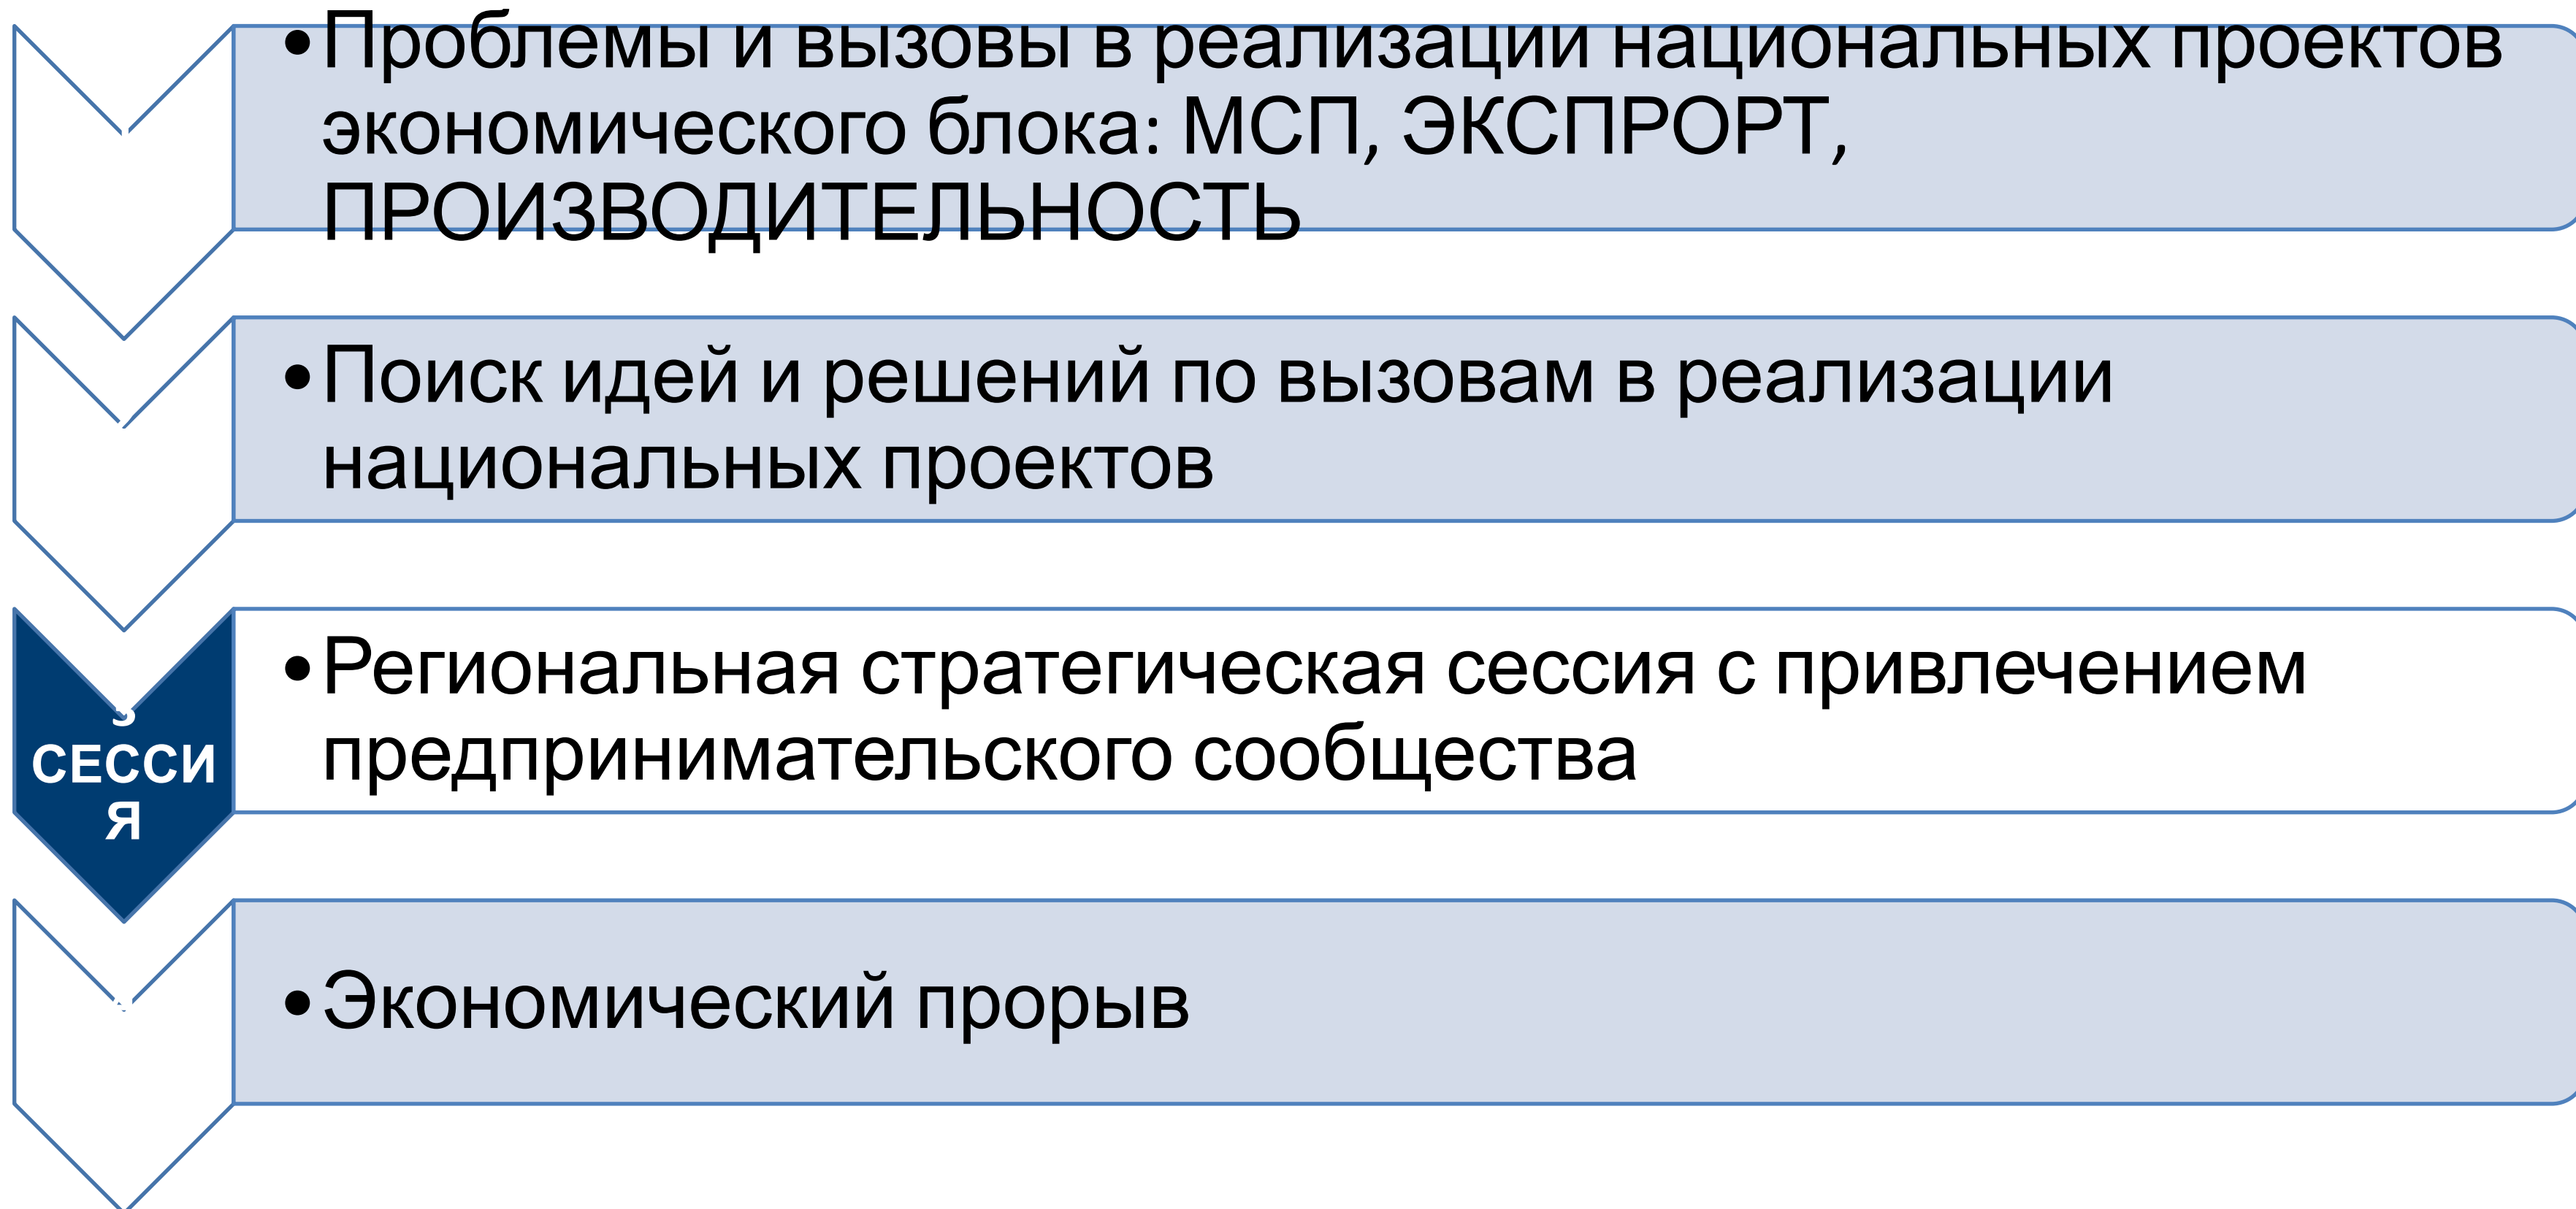 •Проблемы и вызовы в реализации национальных проектов
экономического блока: МСП, ЭКСПРОРТ,
ПРОИЗВОДИТЕЛЬНОСТЬ
•Поиск идей и решений по вызовам в реализации
национальных проектов
3
СЕССИ
Я
•Региональная стратегическая сессия с привлечением
предпринимательского сообщества
•Экономический прорыв